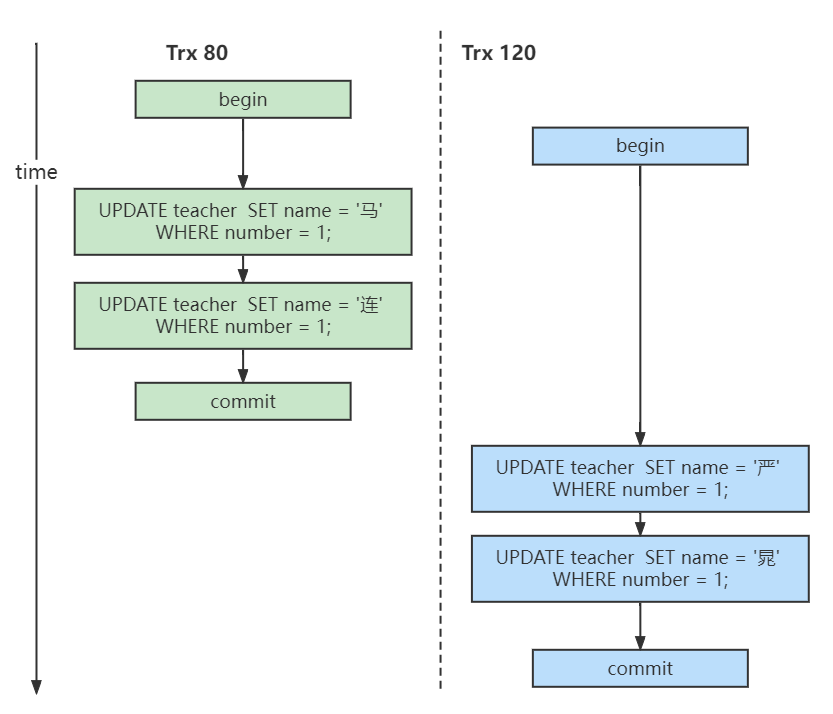 Trx 80
Trx 120
time
begin
UPDATE teacher  SET name = '马'
WHERE number = 1;
UPDATE teacher  SET name = '连'
WHERE number = 1;
commit
begin
UPDATE teacher  SET name = '严'
WHERE number = 1;
UPDATE teacher  SET name = '晁'
WHERE number = 1;
commit